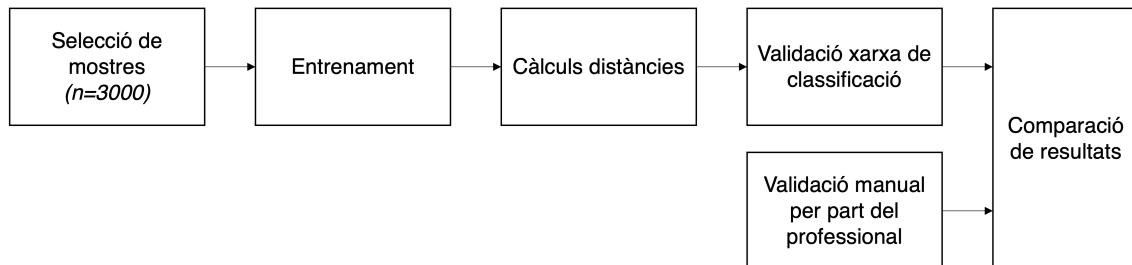 Selecció de
mostres
(n=3000)
Entrenament
Càlculs distàncies
Validació xarxa de
classificació
Validació manual
per part del
professional
Comparació
de resultats